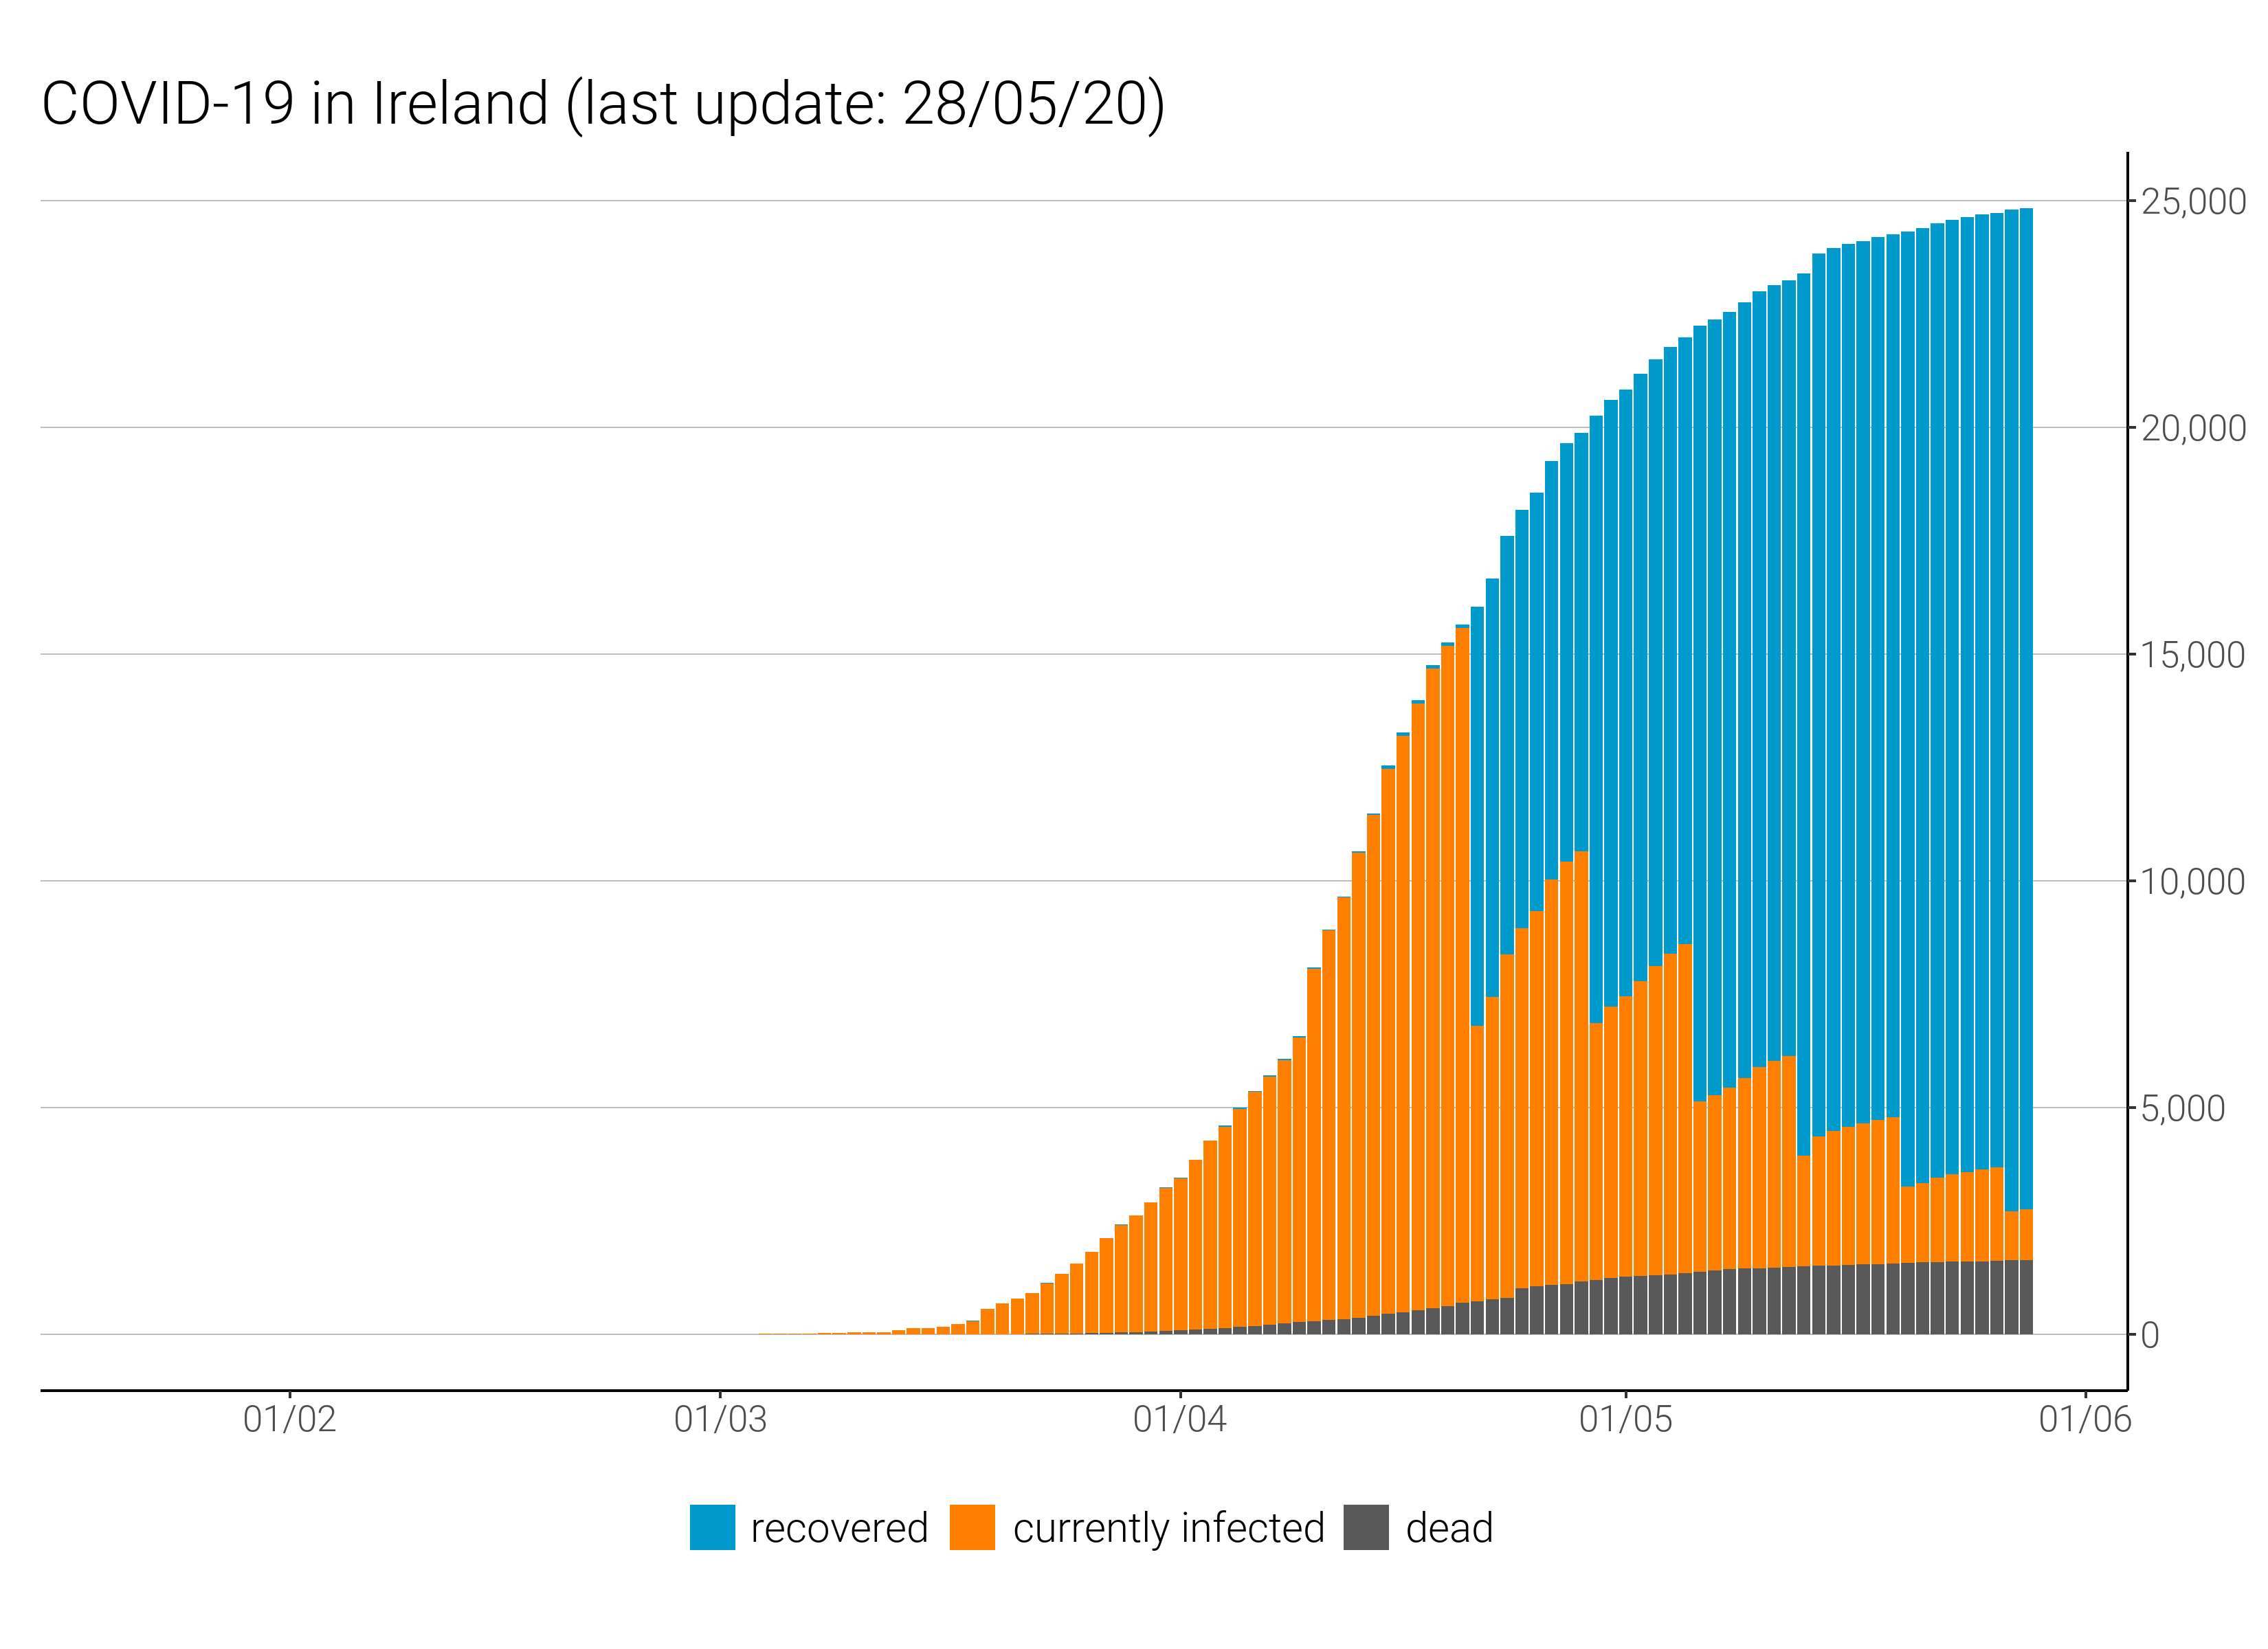 COVID-19 in Ireland (last update: 28/05/20)
25,000
20,000
15,000
10,000
5,000
0
01/02 01/03 01/04 01/05 01/06
recovered currently infected dead